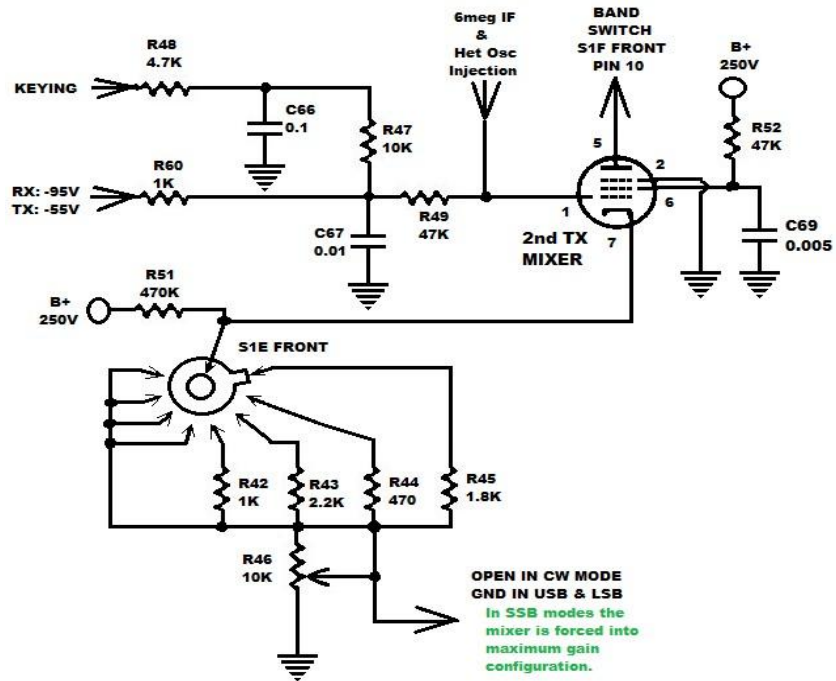 6meg IF
&
Het Osc
Injection
BAND
SWITCH
S1F FRONT
PIN 10
B+
250V
R48
4.7K
KEYING
C66
0.1
R47
10K
R52
47K
R60
1K
RX: -95V
TX: -55V
R49
47K
C67
0.01
5
2
1
6
7
2nd TX
MIXER
C69
0.005
R51
470K
B+
250V
S1E FRONT
R42
1K
R43
2.2K
R44
470
R45
1.8K
R46
10K
OPEN IN CW MODE
GND IN USB & LSB
In SSB modes the
mixer is forced into
maximum gain
configuration.